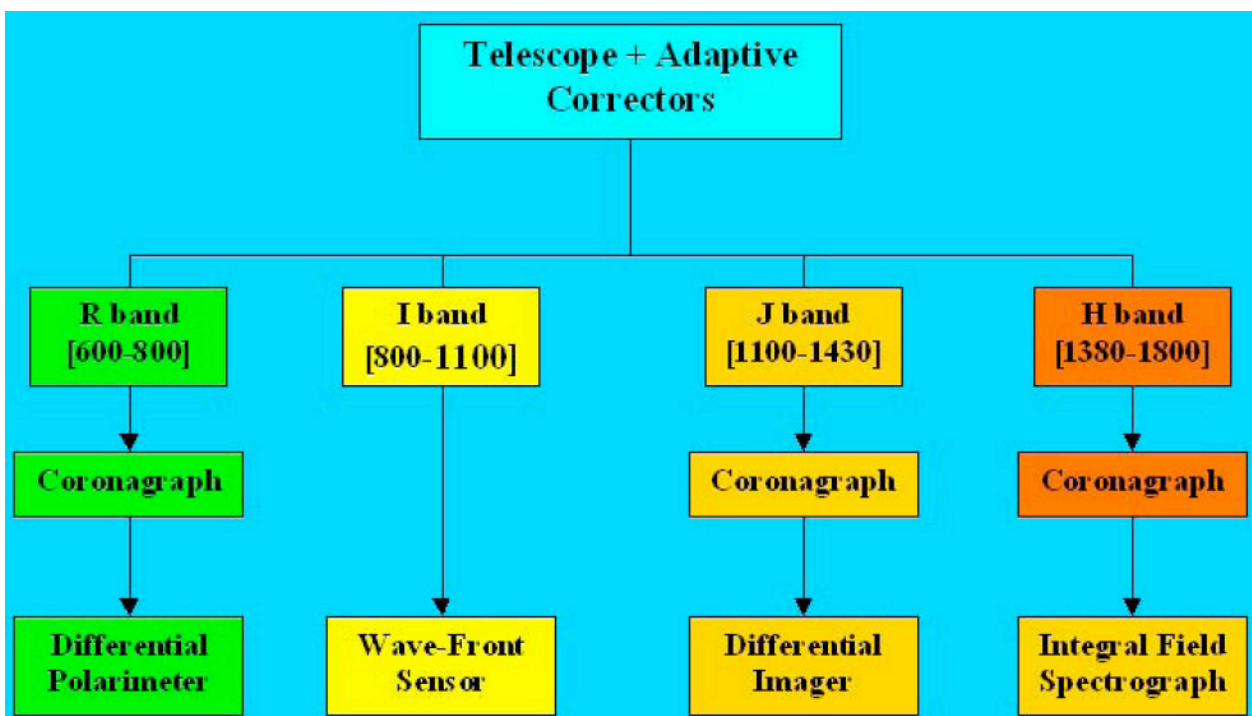 Telescope + Adaptive
Correctors
R band
[600-800]
I band
[800-1100]
J band
[1100-1430]
H band
[1380-1800]
Coronagraph
Coronagraph
Coronagraph
Differential
Polarimeter
Wave-Front
Sensor
Differential
Imager
Integral Field
Spectrograph